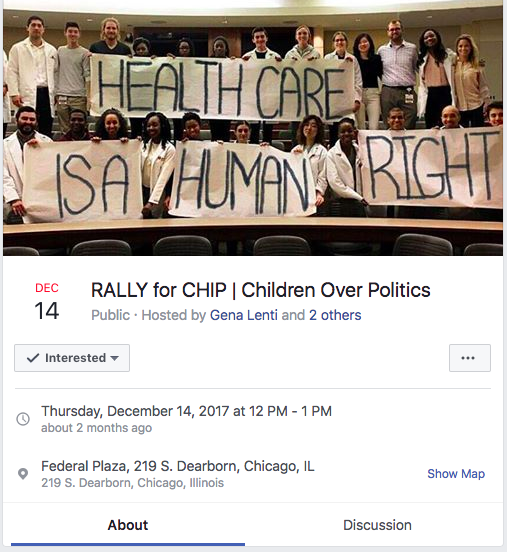 HEALTH CARE
IS A HUMAN RIGHT
DEC
14
RALLY for CHIP | Children Over Politics
Public · Hosted by Gena Lenti and 2 others
Interested
Thursday, December 14, 2017 at 12 PM - 1 PM
about 2 months ago
Federal Plaza, 219 S. Dearborn, Chicago, IL
219 S. Dearborn, Chicago, Illinois
Show Map
About
Discussion